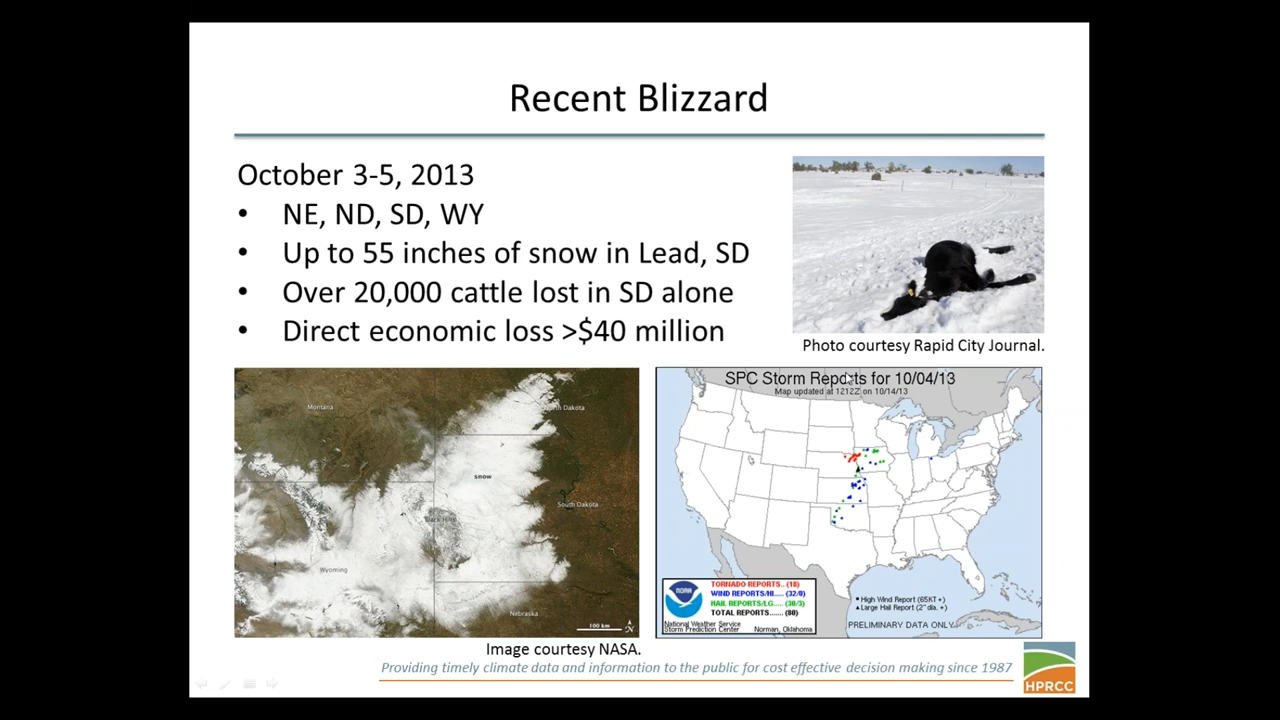 Recent Blizzard
October 3-5, 2013
• NE, ND, SD, WY
• Up to 55 inches of snow in Lead, SD
• Over 20,000 cattle lost in SD alone
• Direct economic loss >$40 million
Photo courtesy Rapid City Journal.
Montana
North Dakota
snow
South Dakota
Black Hills
Wyoming
Nebraska
100 km
N
Image courtesy NASA.
SPC Storm Reports for 10/04/13
Map updated at 1212Z on 10/14/13
NOAA
TORNADO REPORTS.. (18)
WIND REPORTS/HI..... (32/0)
HAIL REPORTS/LG..... (30/3)
TOTAL REPORTS....... (80)
National Weather Service
Storm Prediction Center Norman, Oklahoma
High Wind Report (65KT +)
Large Hail Report (2" dia. +)
PRELIMINARY DATA ONLY
Providing timely climate data and information to the public for cost effective decision making since 1987
HPRCC